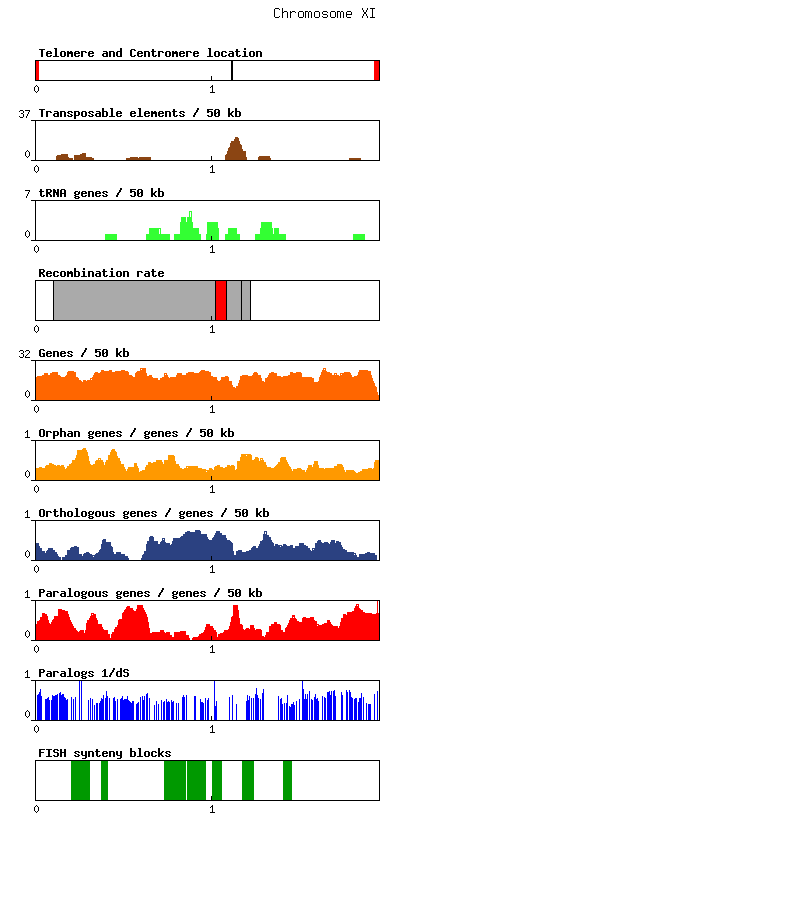 Chromosome XI
Telomere and Centromere location
0 1
37 Transposable elements / 50 kb
0
0 1
7 tRNA genes / 50 kb
0
0 1
Recombination rate
0 1
32 Genes / 50 kb
0
0 1
1 Orphan genes / genes / 50 kb
0
0 1
1 Orthologous genes / genes / 50 kb
0
0 1
1 Paralogous genes / genes / 50 kb
0
0 1
1 Paralogs 1/dS
0
0 1
FISH synteny blocks
0 1